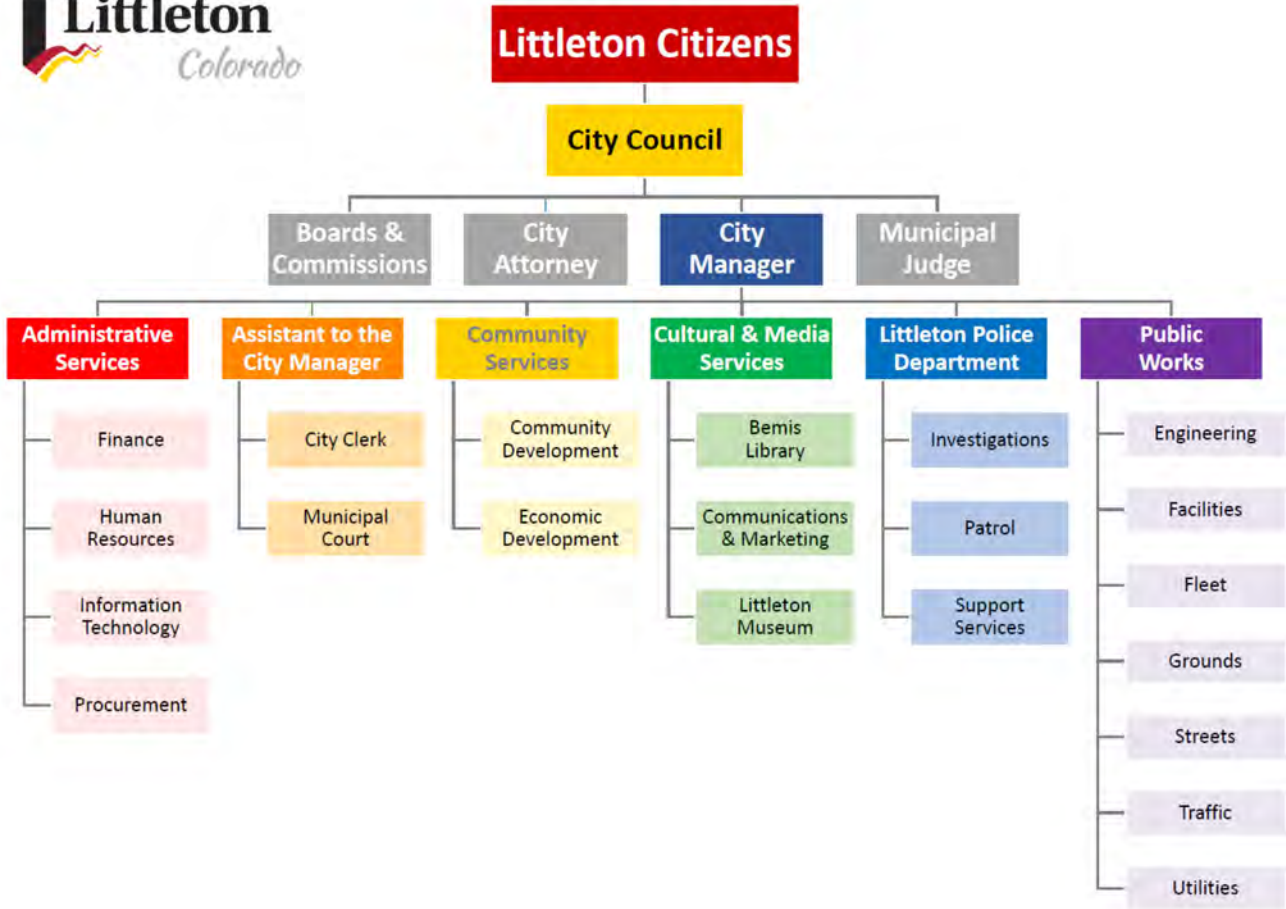 Littleton
Colorado
Littleton Citizens
City Council
Boards &
Commissions
City
Attorney
City
Manager
Municipal
Judge
Administrative
Services
Assistant to the
City Manager
Community
Services
Cultural & Media
Services
Littleton Police
Department
Public
Works
Finance
Human
Resources
Information
Technology
Procurement
City Clerk
Municipal
Court
Community
Development
Economic
Development
Bemis
Library
Communications
& Marketing
Littleton
Museum
Investigations
Patrol
Support
Services
Engineering
Facilities
Fleet
Grounds
Streets
Traffic
Utilities